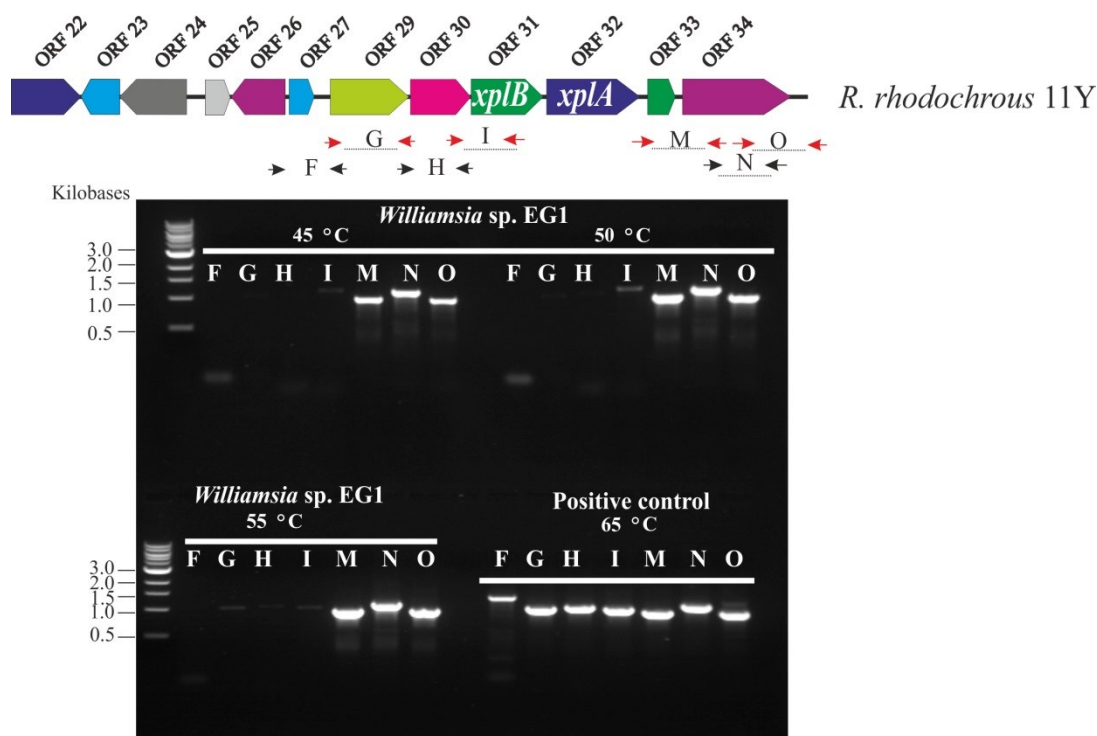 ORF 22 ORF 23 ORF 24 ORF 25 ORF 26 ORF 27 ORF 29 ORF 30 ORF 31 ORF 32 ORF 33 ORF 34
xplB xplA R. rhodochrous 11Y
G I M O
F H N
Kilobases
Williamsia sp. EG1
45 °C 50 °C
3.0
2.0
1.5
1.0
0.5
F G H I M N O F G H I M N O
Williamsia sp. EG1 Positive control
55 °C 65 °C
F G H I M N O F G H I M N O
3.0
2.0
1.5
1.0
0.5